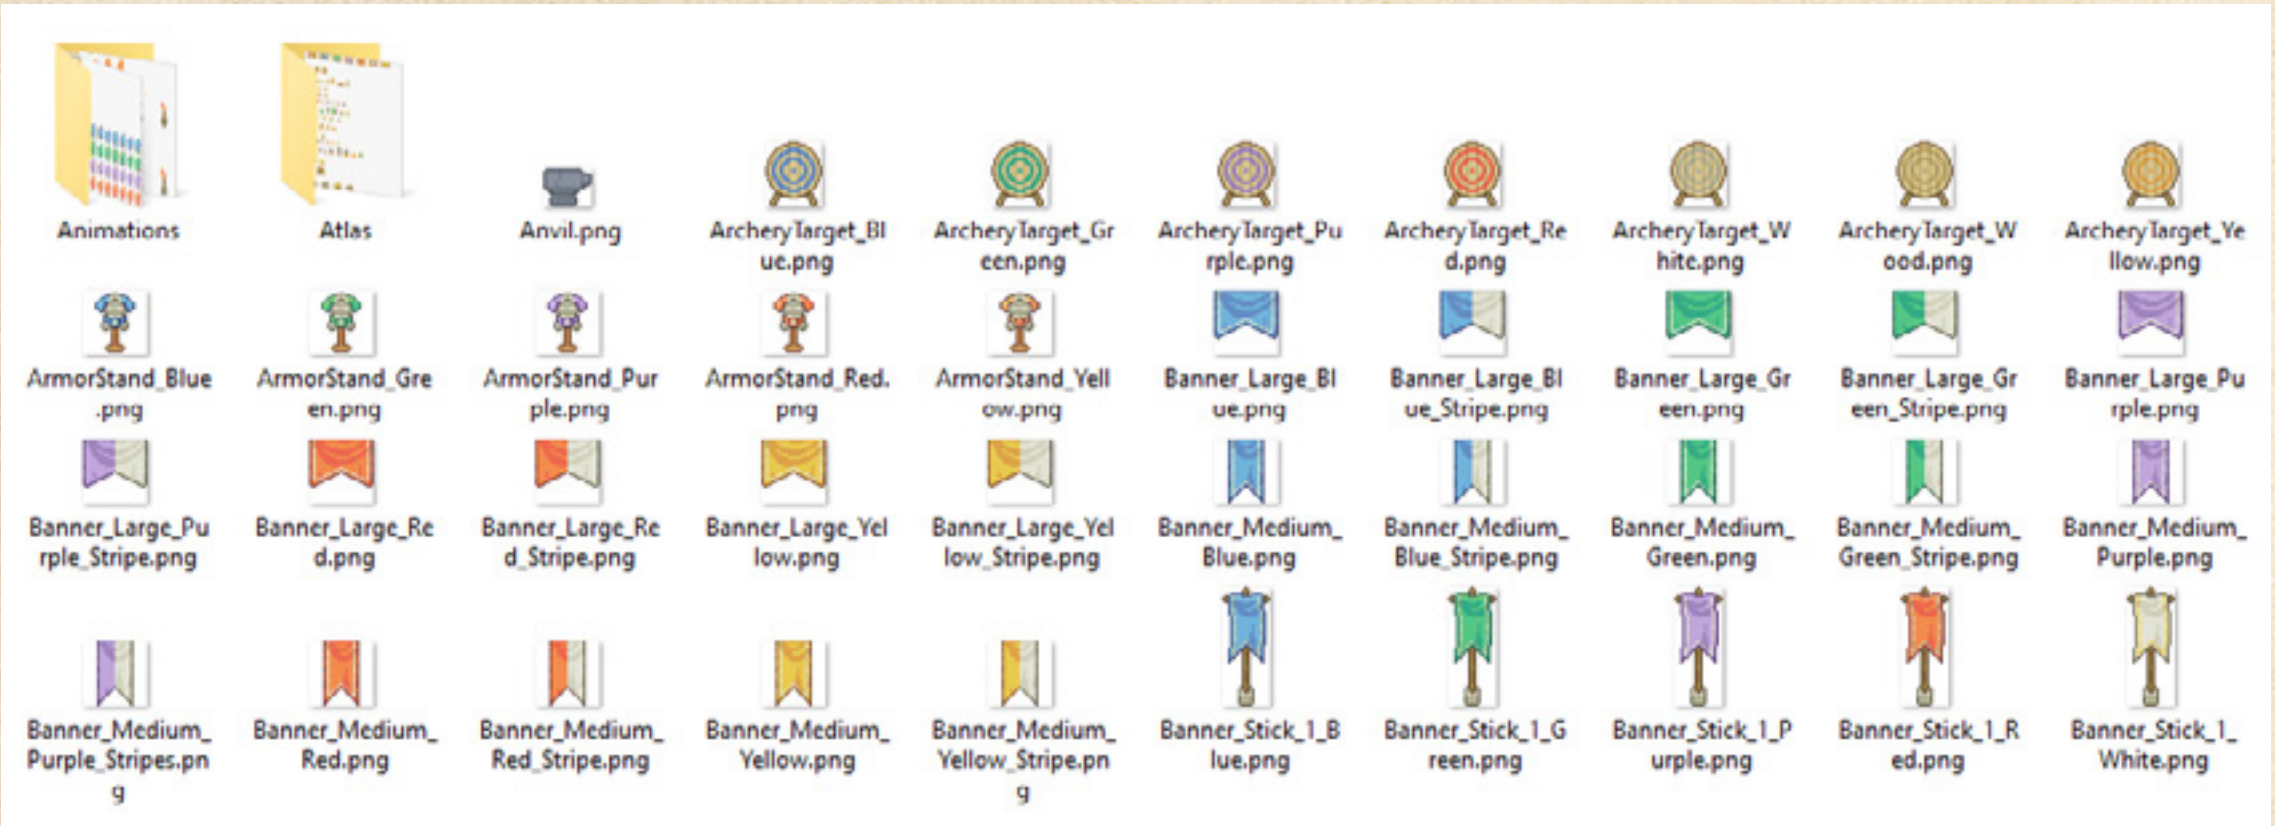 Animations
Atlas
Anvil.png
ArcheryTarget_Bl
ue.png
ArcheryTarget_Gr
een.png
ArcheryTarget_Pu
rple.png
ArcheryTarget_Re
d.png
ArcheryTarget_W
hite.png
ArcheryTarget_W
ood.png
ArcheryTarget_Ye
llow.png
ArmorStand_Blue
.png
ArmorStand_Gre
en.png
ArmorStand_Pur
ple.png
ArmorStand_Red.
png
ArmorStand_Yell
ow.png
Banner_Large_Bl
ue.png
Banner_Large_Bl
ue_Stripe.png
Banner_Large_Gr
een.png
Banner_Large_Gr
een_Stripe.png
Banner_Large_Pu
rple.png
Banner_Large_Pu
rple_Stripe.png
Banner_Large_Re
d.png
Banner_Large_Re
d_Stripe.png
Banner_Large_Yel
low.png
Banner_Large_Yel
low_Stripe.png
Banner_Medium_
Blue.png
Banner_Medium_
Blue_Stripe.png
Banner_Medium_
Green.png
Banner_Medium_
Green_Stripe.png
Banner_Medium_
Purple.png
Banner_Medium_
Purple_Stripes.pn
g
Banner_Medium_
Red.png
Banner_Medium_
Red_Stripe.png
Banner_Medium_
Yellow.png
Banner_Medium_
Yellow_Stripe.pn
g
Banner_Stick_1_B
lue.png
Banner_Stick_1_G
reen.png
Banner_Stick_1_P
urple.png
Banner_Stick_1_R
ed.png
Banner_Stick_1_
White.png